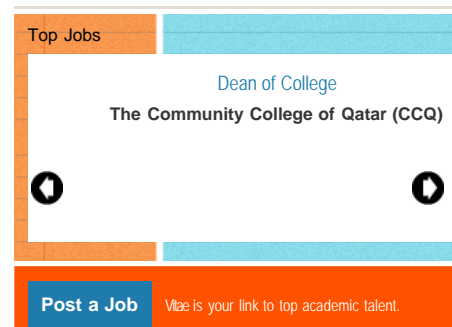 Top Jobs
Dean of College
The Community College of Qatar (CCQ)
Post a Job Vitae is your link to top academic talent.